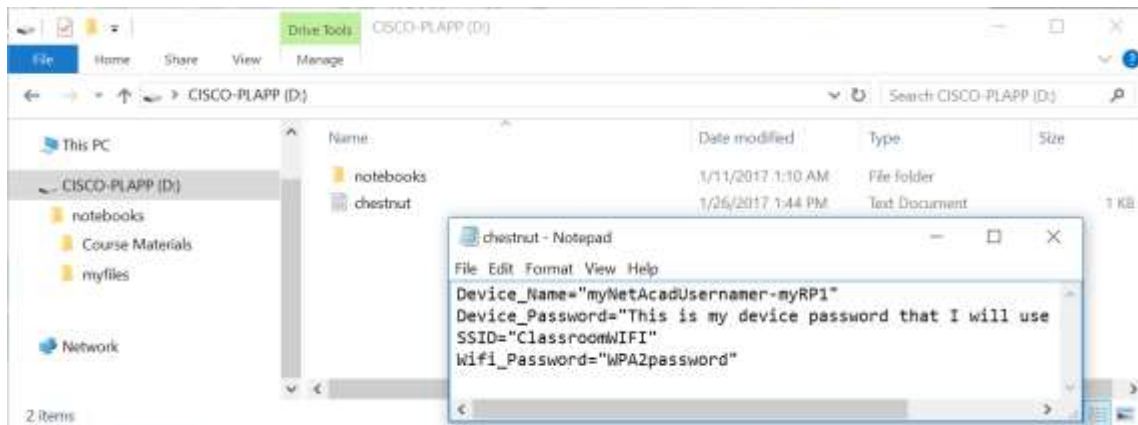 Drive Tools CISCO-PLAPP (D:)
File Home Share View Manage
CISCO-PLAPP (D:) Search CISCO-PLAPP (D:)
Name Date modified Type Size
This PC
CISCO-PLAPP (D:)
notebooks
Course Materials
myfiles
Network
notebooks 1/11/2017 1:10 AM File folder
chestnut 1/26/2017 1:44 PM Text Document 1 KB
chestnut - Notepad
File Edit Format View Help
Device_Name="myNetAcadUsernamer-myRP1"
Device_Password="This is my device password that I will use
SSID="ClassroomWIFI"
Wifi_Password="WPA2password"
2 items